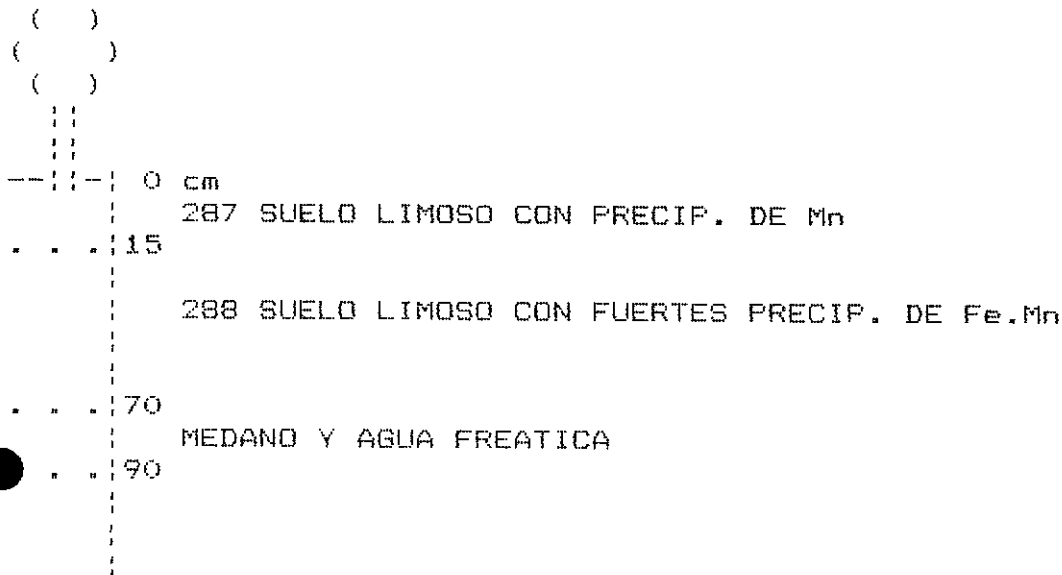 0 cm
287 SUELO LIMOSO CON PRECIP. DE Mn
15
288 SUELO LIMOSO CON FUERTES PRECIP. DE Fe.Mn
70
MEDANO Y AGUA FREATICA
90